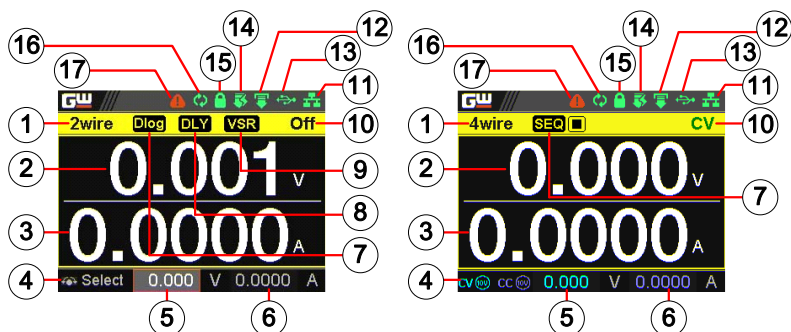 14 12
16 15 13
17 11
GW
1 2wire Dlog DLY VSR Off 10
2 0.001 V 9
8
3 0.0000 A 7
4 Select 0.000 V 0.0000 A
5 6
14 12
16 15 13
17 11
GW
1 4wire SEQ CV 10
2 0.000 V
7
3 0.0000 A
4 CV 10V CC 10V 0.000 V 0.0000 A
5 6